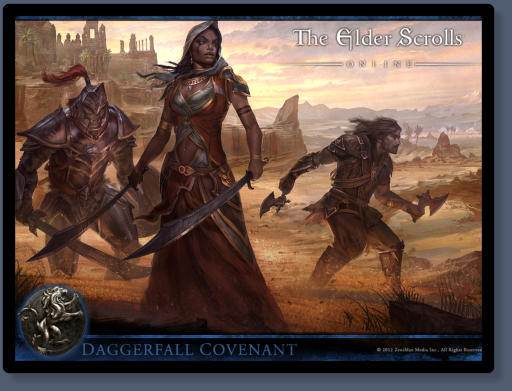 The Elder Scrolls
ONLINE
DAGGERFALL COVENANT
© 2012 ZeniMax Media Inc., All Rights Reserved